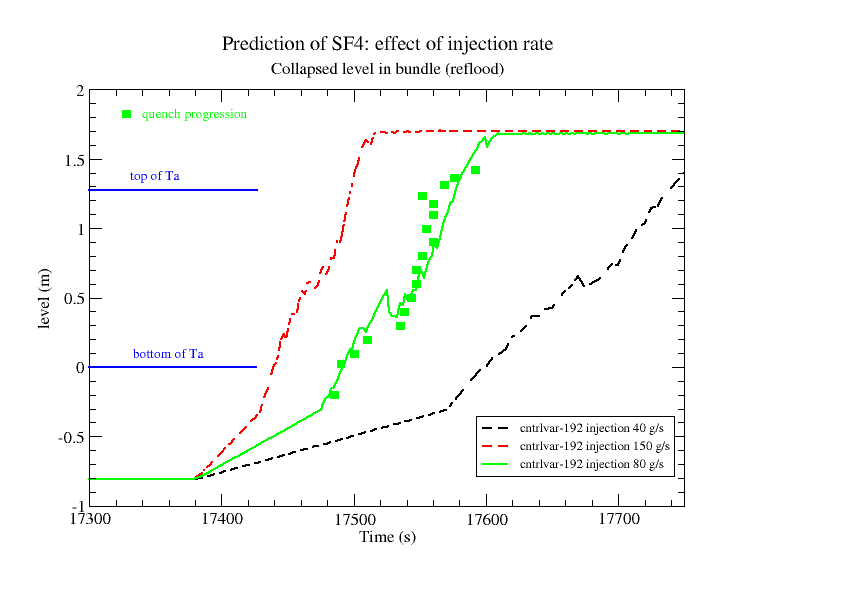 Prediction of SF4: effect of injection rate
Collapsed level in bundle (reflood)
2
quench progression
top of Ta
1.5
1
level (m)
0.5
bottom of Ta
0
cntrlvar-192 injection 40 g/s
-0.5
cntrlvar-192 injection 150 g/s
cntrlvar-192 injection 80 g/s
-1
17300 17400 17500 17600 17700
Time (s)